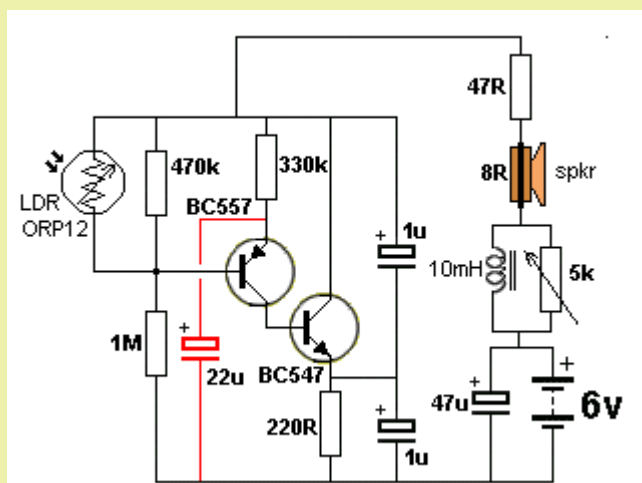 47R
470k
330k
8R
spkr
LDR
ORP12
BC557
+
1u
10mH
5k
1M
+
22u
BC547
220R
+
1u
47u
+
+
6v